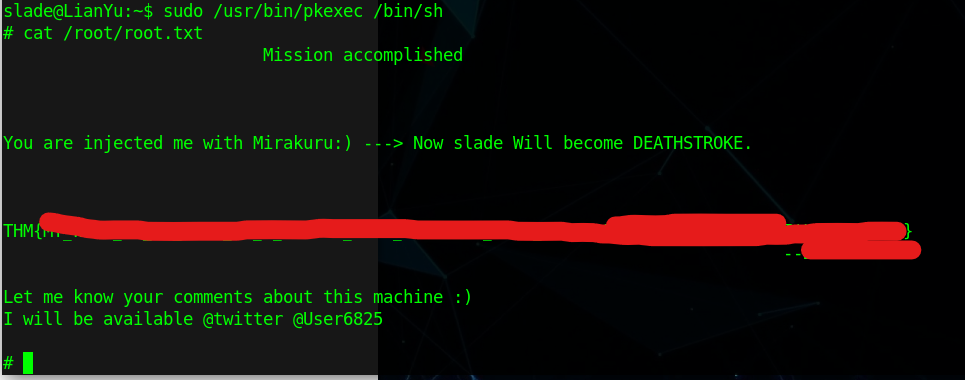 slade@LianYu:~$ sudo /usr/bin/pkexec /bin/sh
# cat /root/root.txt
Mission accomplished
You are injected me with Mirakuru:) ---> Now slade Will become DEATHSTROKE.
THM{
}
--
Let me know your comments about this machine :)
I will be available @twitter @User6825
#